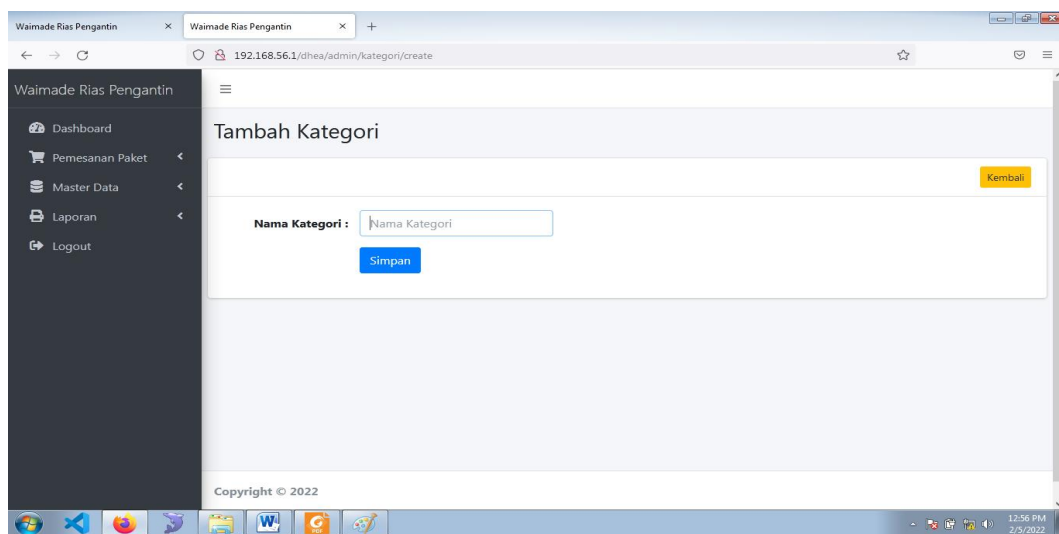 Waimade Rias Pengantin
Waimade Rias Pengantin
192.168.56.1/dhea/admin/kategori/create
Waimade Rias Pengantin
Dashboard
Pemesanan Paket
Master Data
Laporan
Logout
Tambah Kategori
Kembali
Nama Kategori : Nama Kategori
Simpan
Copyright © 2022
W
G
PDF
12:56 PM
2/5/2022